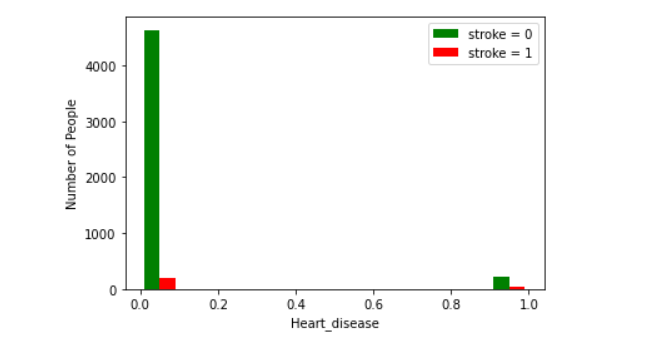 stroke = 0
stroke = 1
4000
3000
2000
1000
0
Number of People
0.0 0.2 0.4 0.6 0.8 1.0
Heart_disease